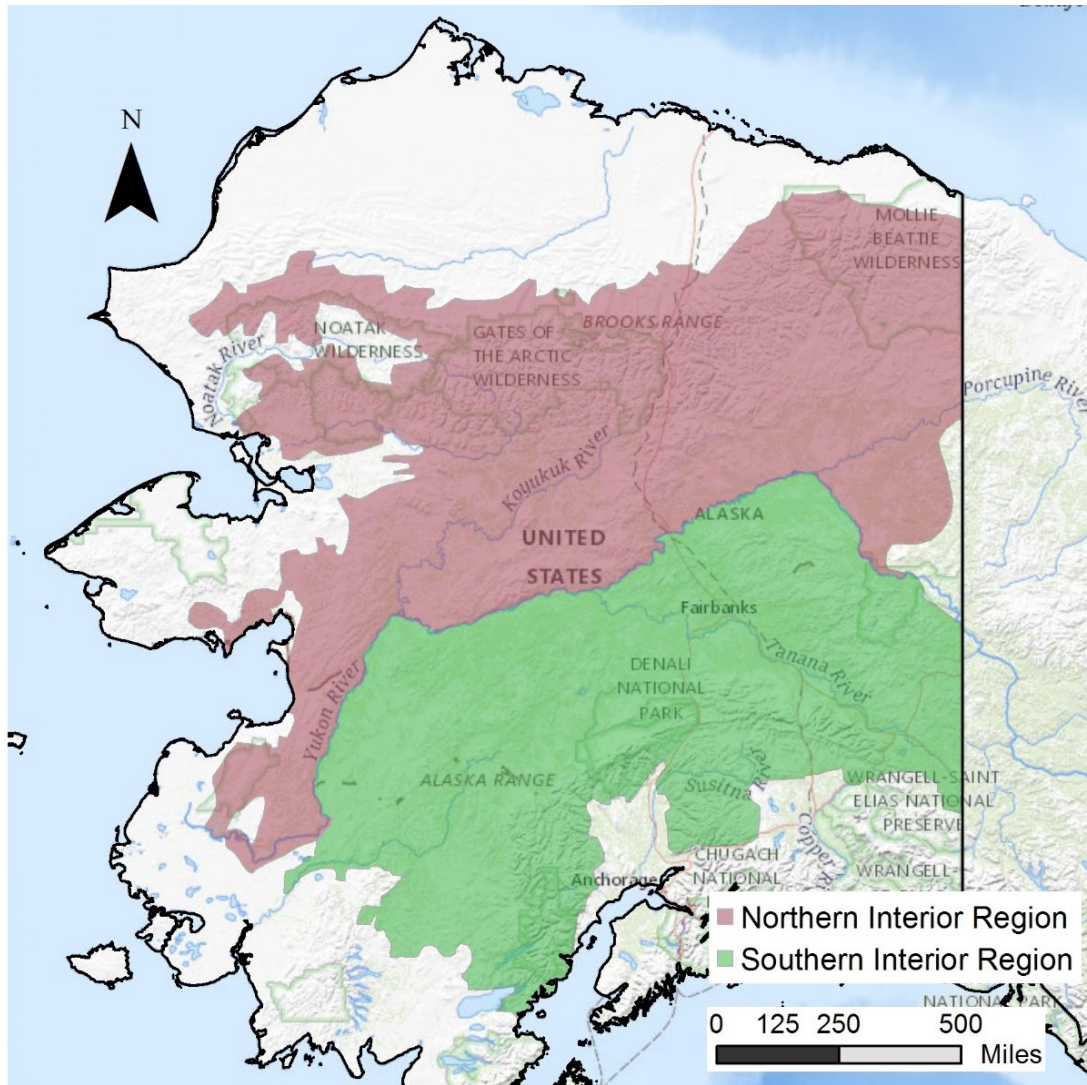 N
MOLLIE
BEATTIE
WILDERNESS
NOATAK
WILDERNESS
Noatak River
GATES OF
THE ARCTIC
WILDERNESS
BROOKS RANGE
Porcupine River
Koyukuk River
ALASKA
UNITED
STATES
Fairbanks
Tanana River
DENALI
NATIONAL
PARK
Yukon River
ALASKA RANGE
Susitna River
WRANGELL-SAINT
ELIAS NATIONAL
PRESERVE
Copper
CHUGACH
NATIONAL
WRANGELL-
Anchorage
Northern Interior Region
Southern Interior Region
NATIONAL PARK
0 125 250 500
Miles